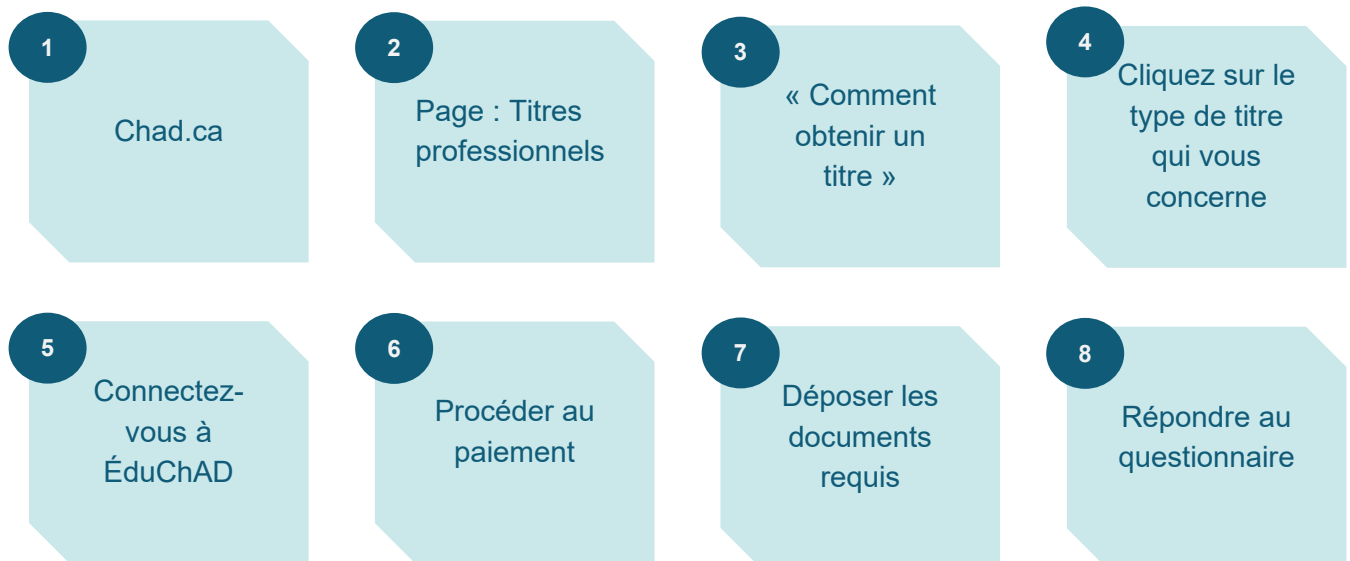 1
Chad.ca
2
Page : Titres
professionnels
3
« Comment
obtenir un
titre »
4
Cliquez sur le
type de titre
qui vous
concerne
5
Connectez-
vous à
ÉduChAD
6
Procéder au
paiement
7
Déposer les
documents
requis
8
Répondre au
questionnaire